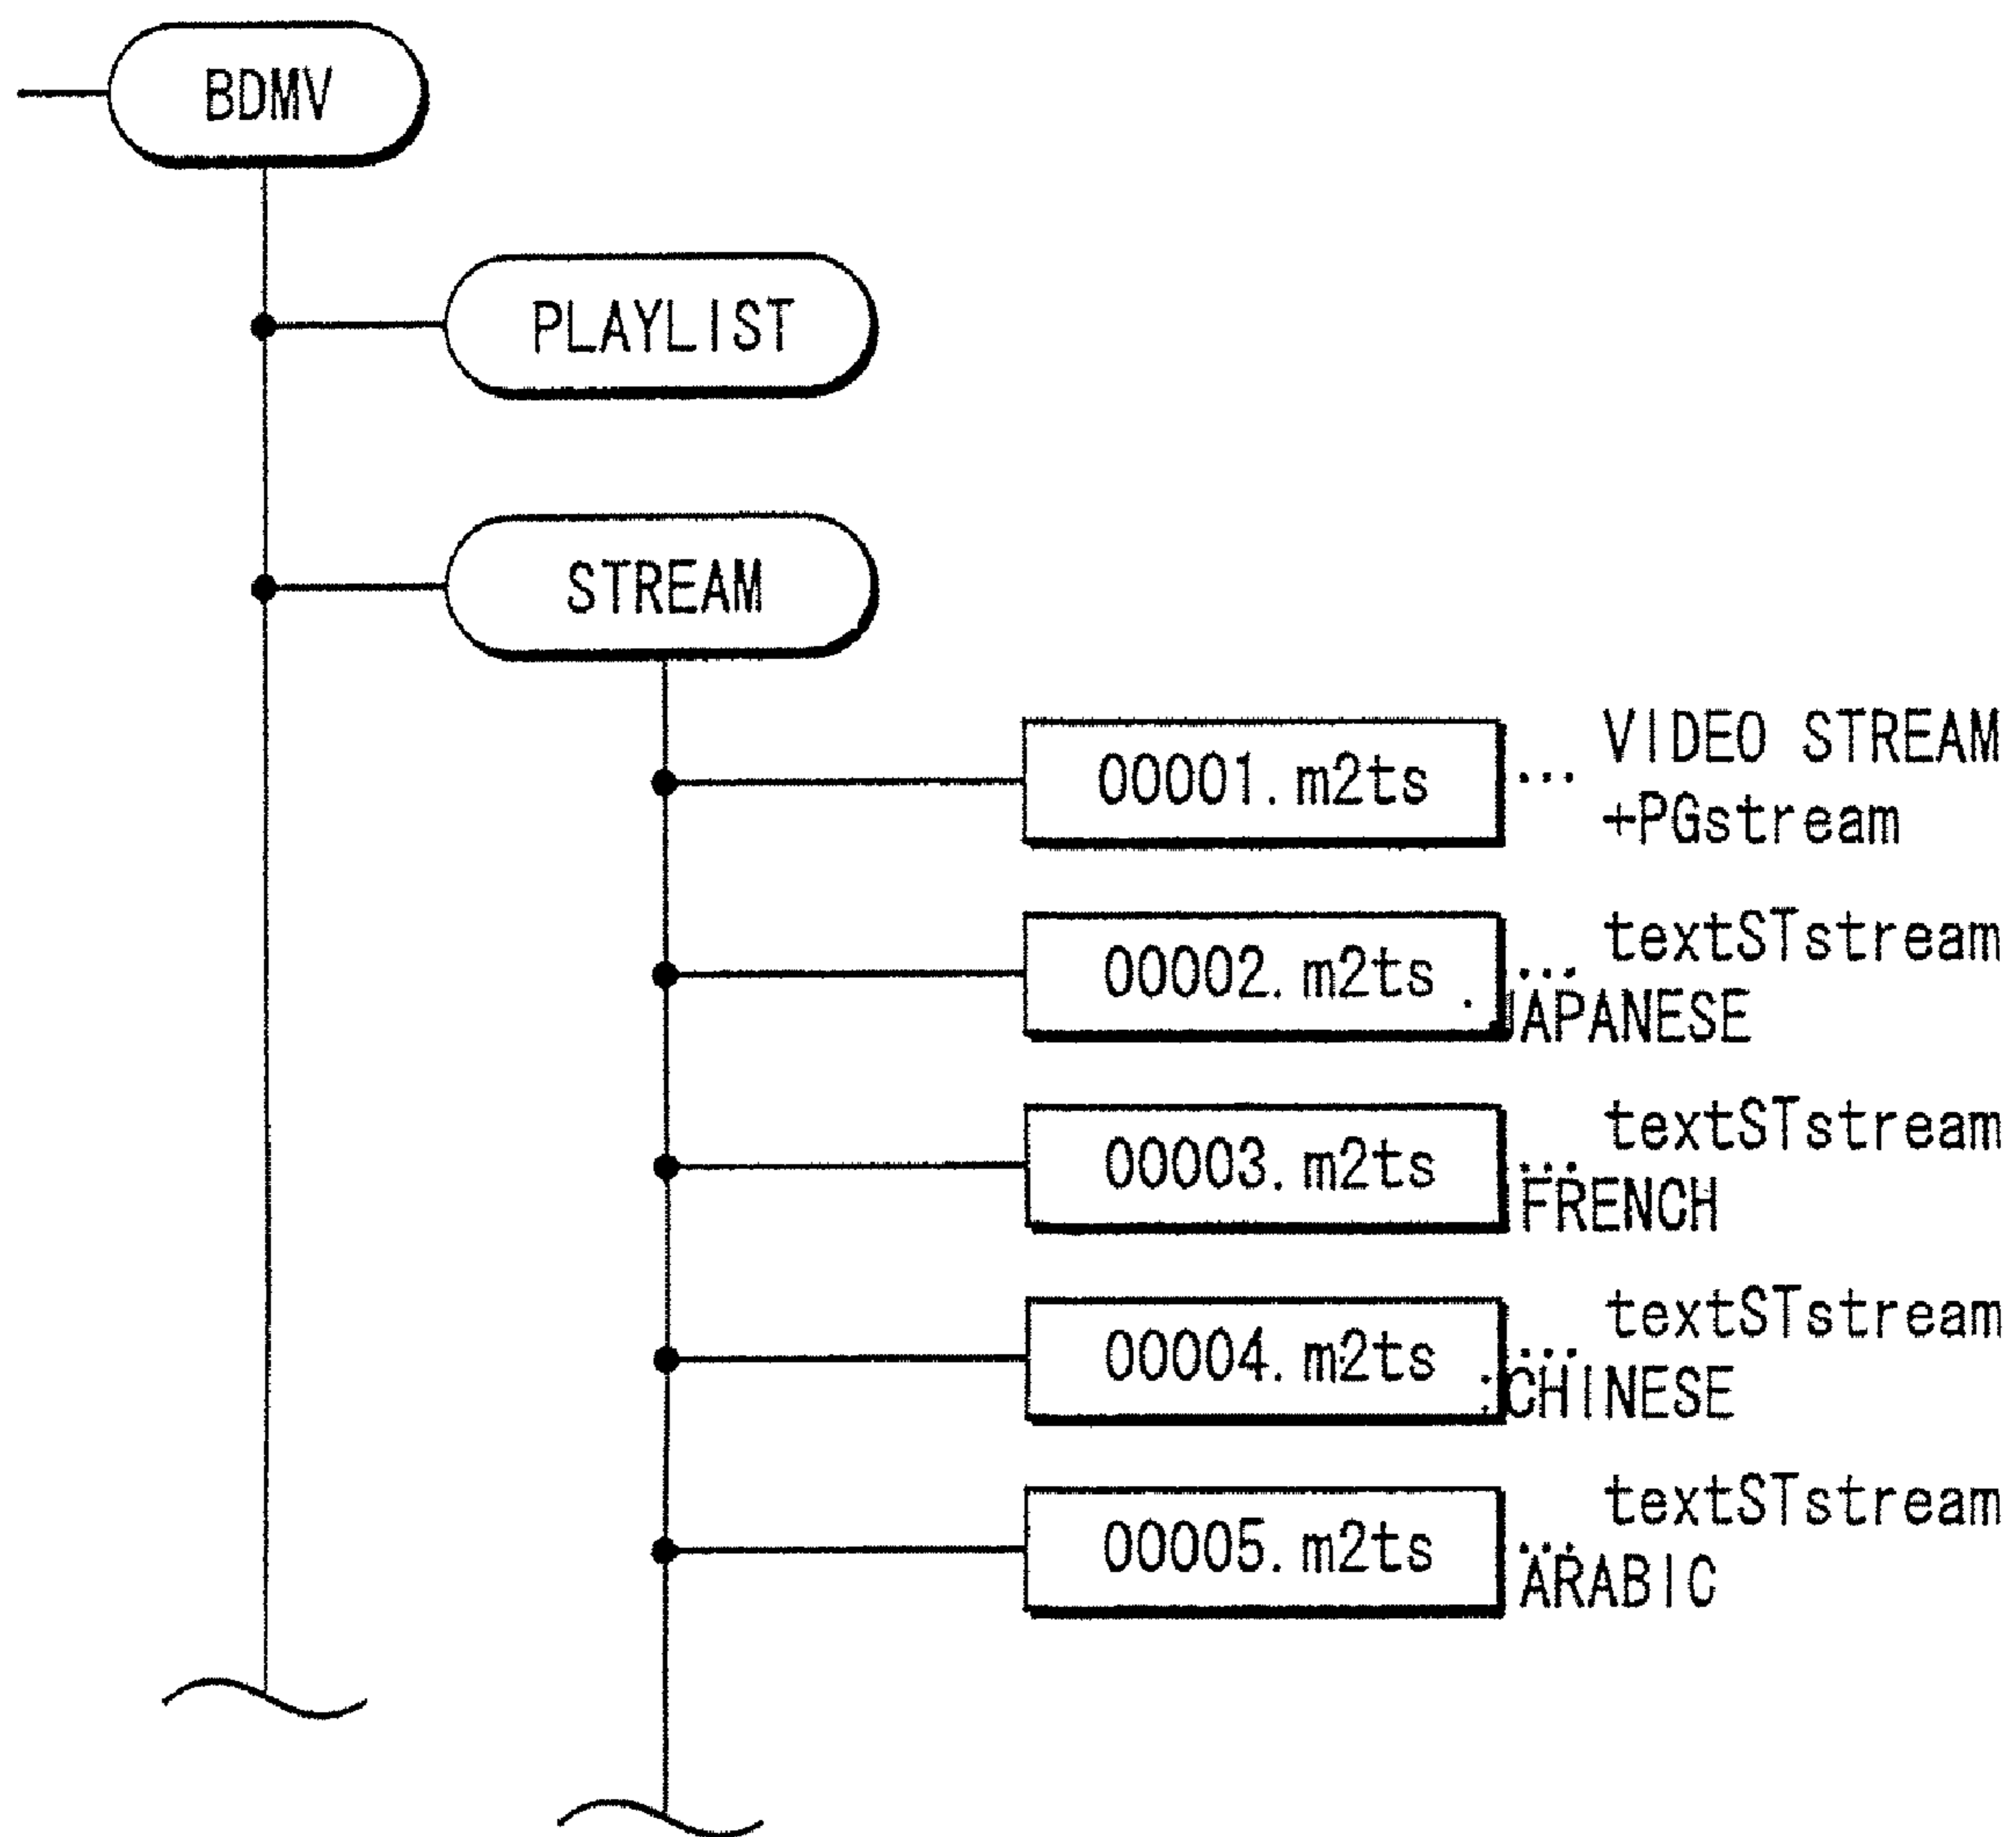 BDMV
PLAYLIST
STREAM
00001.m2ts ... VIDEO STREAM
+PGstream
00002.m2ts ... textSTstream
:JAPANESE
00003.m2ts ... textSTstream
:FRENCH
00004.m2ts ... textSTstream
:CHINESE
00005.m2ts ... textSTstream
:ARABIC